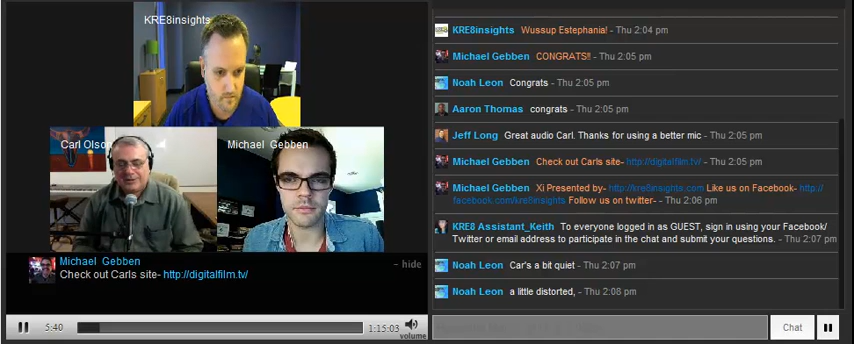 KRE8insights
Carl Olson
Michael Gebben
Michael Gebben
Check out Carls site- http://digitalfilm.tv/
– hide
5:40
1:15:03
volume
KRE8insights Wussup Estephania! – Thu 2:04 pm
Michael Gebben CONGRATS!! – Thu 2:05 pm
Noah Leon Congrats – Thu 2:05 pm
Aaron Thomas congrats – Thu 2:05 pm
Jeff Long Great audio Carl. Thanks for using a better mic – Thu 2:05 pm
Michael Gebben Check out Carls site- http://digitalfilm.tv/ – Thu 2:05 pm
Michael Gebben Xi Presented by- http://kre8insights.com Like us on Facebook- http://
facebook.com/kre8insights Follow us on twitter- – Thu 2:06 pm
KRE8 Assistant_Keith To everyone logged in as GUEST, sign in using your Facebook/
Twitter or email address to participate in the chat and submit your questions. – Thu 2:07 pm
Noah Leon Car's a bit quiet – Thu 2:07 pm
Noah Leon a little distorted, – Thu 2:08 pm
Chat